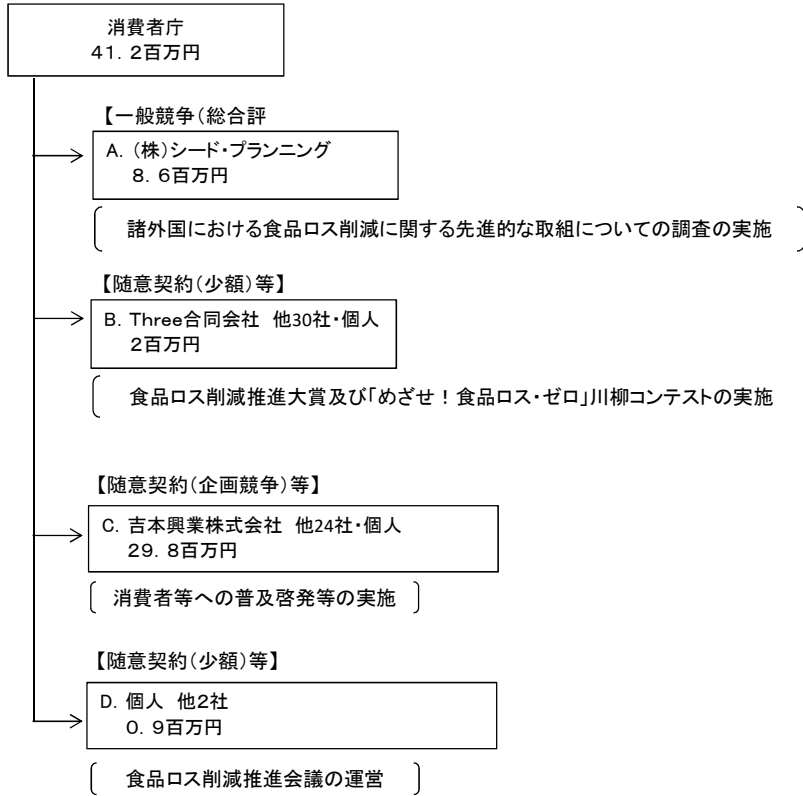 消費者庁
41. 2百万円
【一般競争(総合評
A. (株)シード・プランニング
8. 6百万円
諸外国における食品ロス削減に関する先進的な取組についての調査の実施
【随意契約(少額)等】
B. Three合同会社 他30社・個人
2百万円
食品ロス削減推進大賞及び「めざせ!食品ロス・ゼロ」川柳コンテストの実施
【随意契約(企画競争)等】
C. 吉本興業株式会社 他24社・個人
29. 8百万円
消費者等への普及啓発等の実施
【随意契約(少額)等】
D. 個人 他2社
0. 9百万円
食品ロス削減推進会議の運営